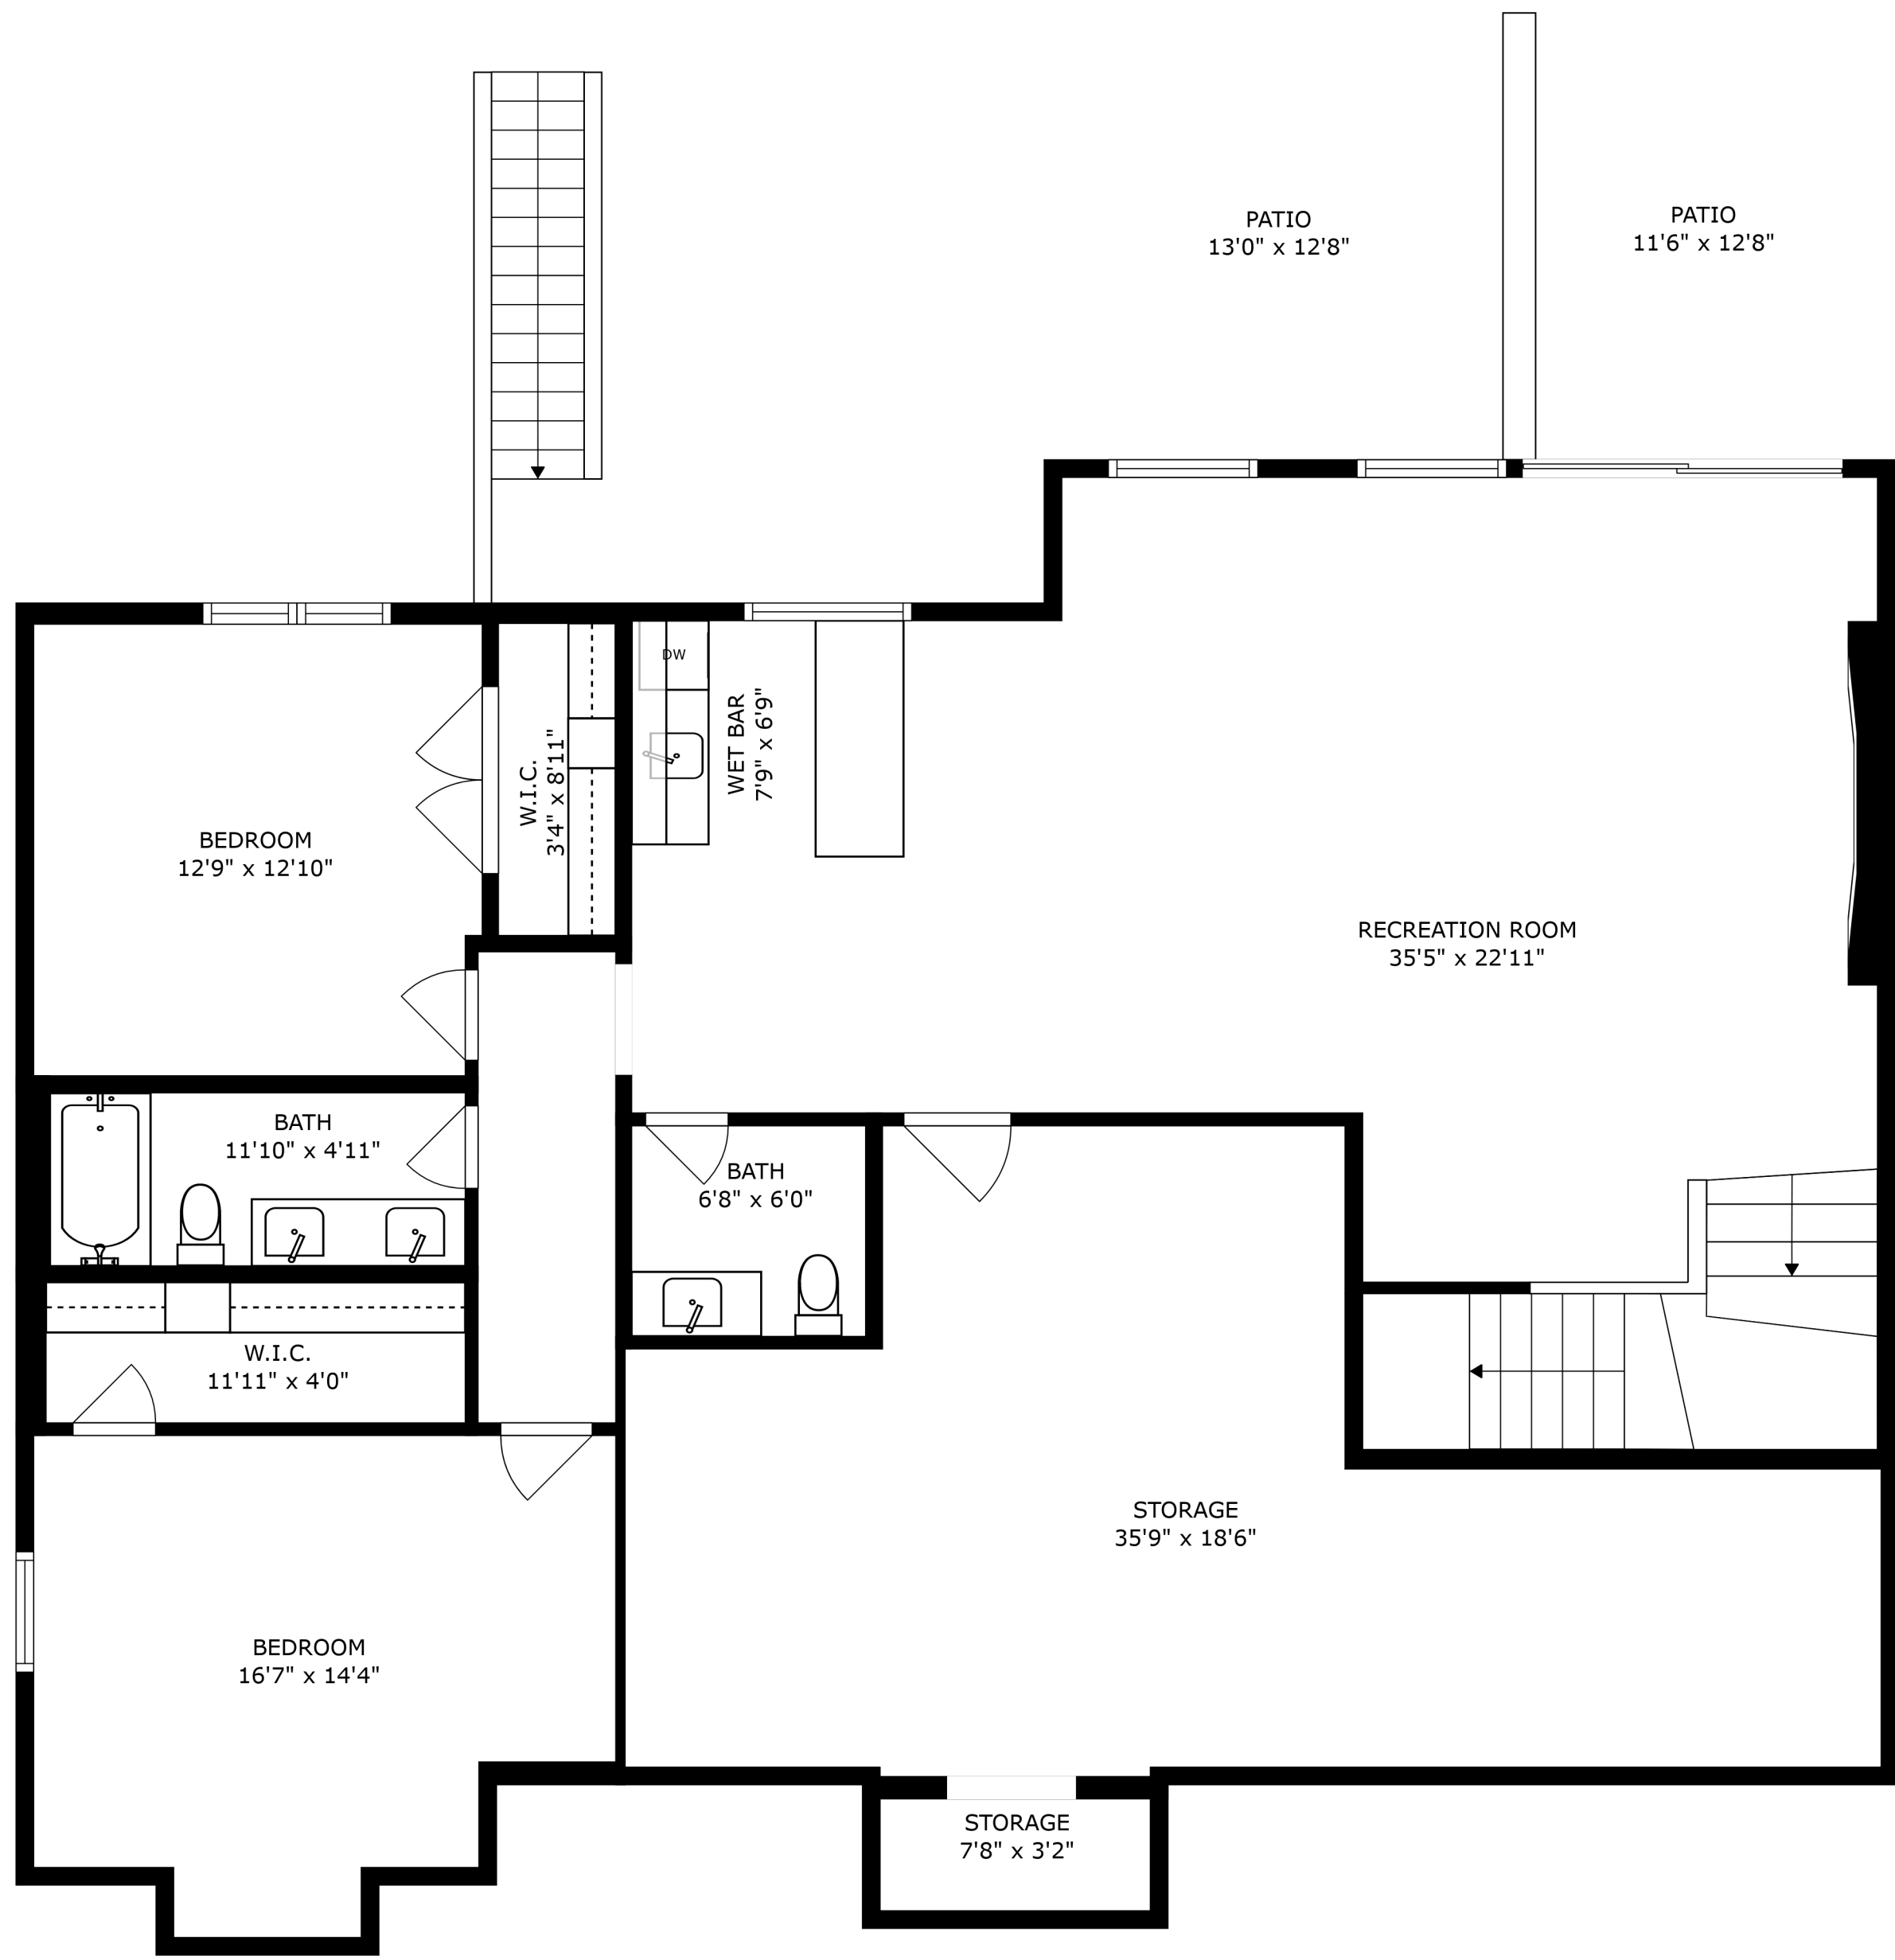 PATIO
13'0" x 12'8"
PATIO
11'6" x 12'8"
DW
WET BAR
7'9" x 6'9"
W.I.C.
3'4" x 8'11"
BEDROOM
12'9" x 12'10"
RECREATION ROOM
35'5" x 22'11"
BATH
11'10" x 4'11"
BATH
6'8" x 6'0"
W.I.C.
11'11" x 4'0"
STORAGE
35'9" x 18'6"
BEDROOM
16'7" x 14'4"
STORAGE
7'8" x 3'2"